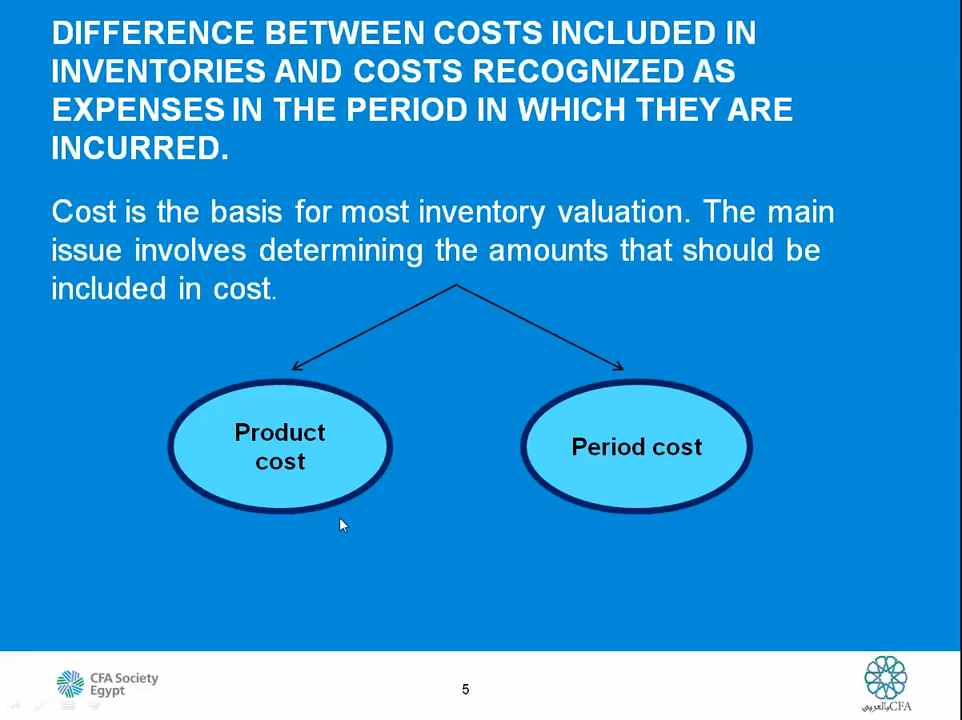 DIFFERENCE BETWEEN COSTS INCLUDED IN
INVENTORIES AND COSTS RECOGNIZED AS
EXPENSES IN THE PERIOD IN WHICH THEY ARE
INCURRED.
Cost is the basis for most inventory valuation. The main
issue involves determining the amounts that should be
included in cost.
Product
cost
Period cost
CFA Society
Egypt
5
CFA بالعربي